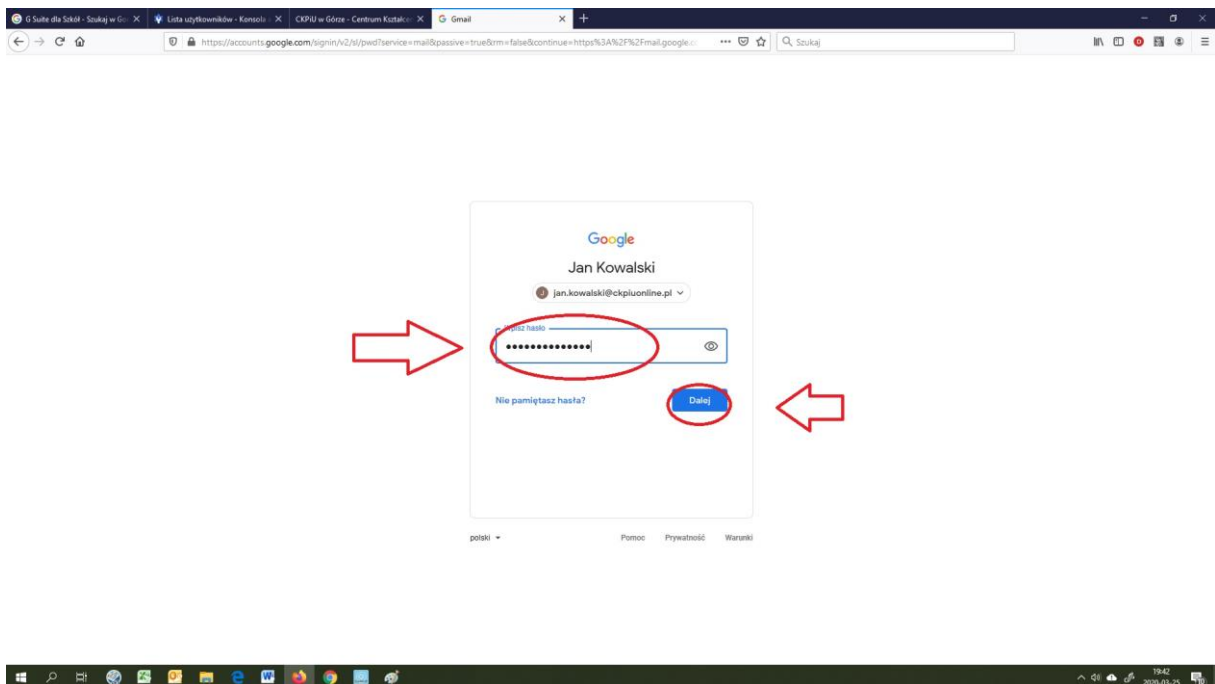 G Suite dla Szkół - Szukaj w Go
Lista użytkowników - Konsola
CKPiU w Górze - Centrum Kształce
Gmail
https://accounts.google.com/signin/v2/sl/pwd?service=mail&passive=true&rm=false&continue=https%3A%2F%2Fmail.google.c
Szukaj
Google
Jan Kowalski
J
jan.kowalski@ckpiuonline.pl
Wpisz hasło
Nie pamiętasz hasła?
Dalej
polski
Pomoc
Prywatność
Warunki
19:42
2020-03-25